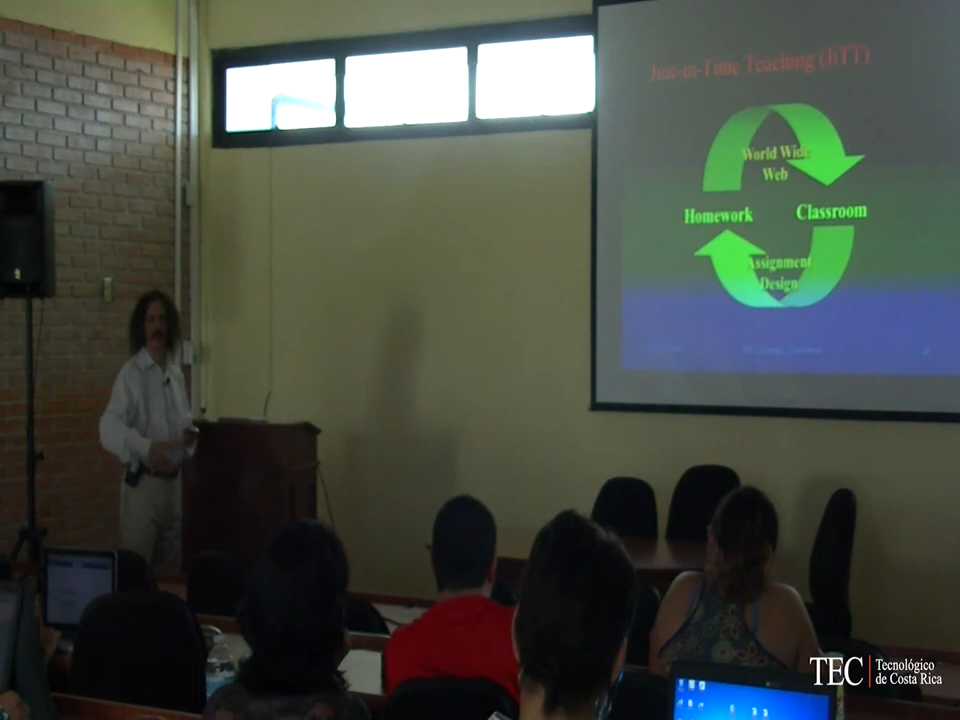 Just-in-Time Teaching (JiTT)
World Wide
Web
Homework
Classroom
Assignment
Design
TEC | Tecnológico
de Costa Rica